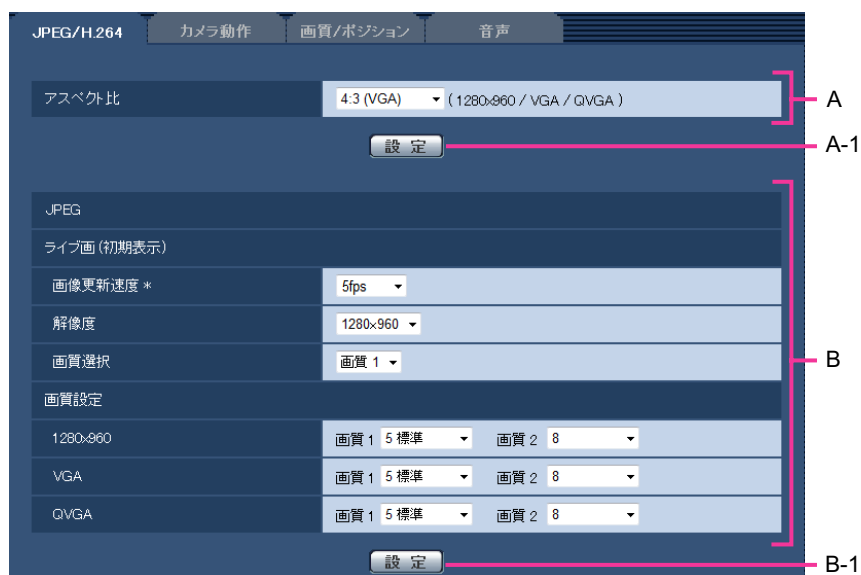 JPEG/H.264 カメラ動作 画質/ポジション 音声
アスペクト比 4:3 (VGA) (1280x960 / VGA / QVGA) A
設定 A-1
JPEG
ライブ画(初期表示)
画像更新速度 * 5fps
解像度 1280x960
画質選択 画質 1 B
画質設定
1280x960 画質 1 5 標準 画質 2 8
VGA 画質 1 5 標準 画質 2 8
QVGA 画質 1 5 標準 画質 2 8
設定 B-1